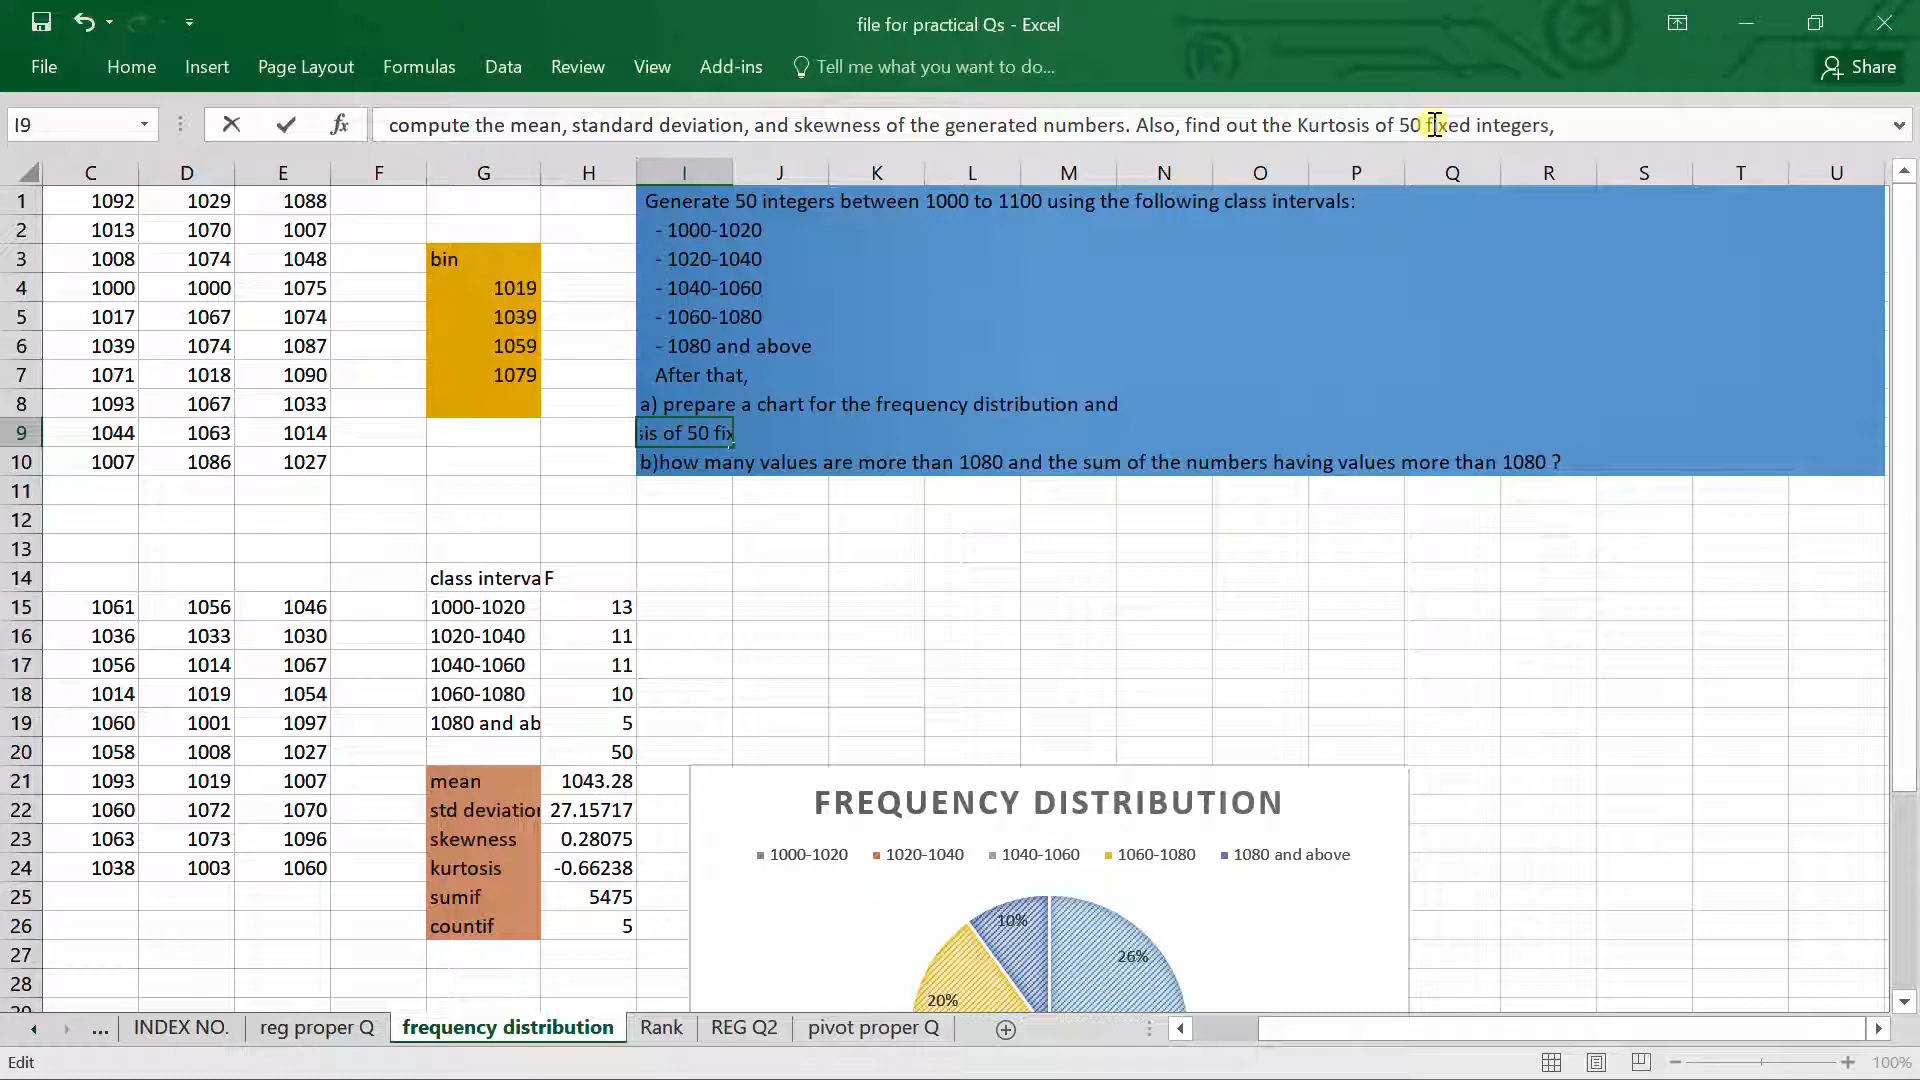 file for practical Qs - Excel
File Home Insert Page Layout Formulas Data Review View Add-ins Tell me what you want to do... Share
I9 fx compute the mean, standard deviation, and skewness of the generated numbers. Also, find out the Kurtosis of 50 fixed integers,
C D E F G H I J K L M N O P Q R S T U
1 1092 1029 1088 Generate 50 integers between 1000 to 1100 using the following class intervals:
2 1013 1070 1007 - 1000-1020
3 1008 1074 1048 bin - 1020-1040
4 1000 1000 1075 1019 - 1040-1060
5 1017 1067 1074 1039 - 1060-1080
6 1039 1074 1087 1059 - 1080 and above
7 1071 1018 1090 1079 After that,
8 1093 1067 1033 a) prepare a chart for the frequency distribution and
9 1044 1063 1014 sis of 50 fix
10 1007 1086 1027 b)how many values are more than 1080 and the sum of the numbers having values more than 1080 ?
11
12
13
14 class interva F
15 1061 1056 1046 1000-1020 13
16 1036 1033 1030 1020-1040 11
17 1056 1014 1067 1040-1060 11
18 1014 1019 1054 1060-1080 10
19 1060 1001 1097 1080 and ab 5
20 1058 1008 1027 50
21 1093 1019 1007 mean 1043.28
22 1060 1072 1070 std deviation 27.15717
23 1063 1073 1096 skewness 0.28075
24 1038 1003 1060 kurtosis -0.66238
25 sumif 5475
26 countif 5
27
28
29
FREQUENCY DISTRIBUTION
1000-1020 1020-1040 1040-1060 1060-1080 1080 and above
10%
26%
20%
... INDEX NO. reg proper Q frequency distribution Rank REG Q2 pivot proper Q
Edit 100%